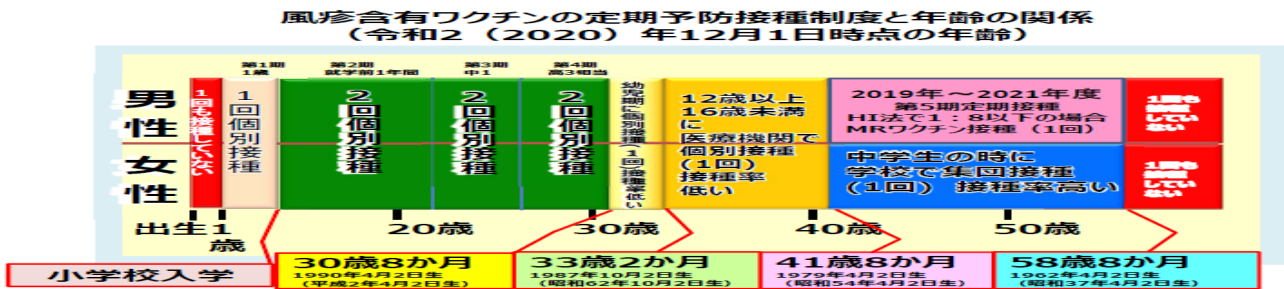 風疹含有ワクチンの定期予防接種制度と年齢の関係
(令和2(2020)年12月1日時点の年齢)
第1期
1歳
第2期
就学前1年間
第3期
中1
第4期
高3相当
男性
女性
1回も接種していない
1回個別接種
2回個別接種
2回個別接種
2回個別接種
幼児期に個別接種
1回接種率低い
12歳以上
16歳未満
に
医療機関で
個別接種
(1回)
接種率
低い
2019年~2021年度
第5期定期接種
HI法で1:8以下の場合
MRワクチン接種(1回)
中学生の時に
学校で集団接種
(1回) 接種率高い
1回も
接種
してい
ない
1回も
接種
してい
ない
出生
1歳
20歳
30歳
40歳
50歳
小学校入学
30歳8か月
1990年4月2日生
(平成2年4月2日生)
33歳2か月
1987年10月2日生
(昭和62年10月2日生)
41歳8か月
1979年4月2日生
(昭和54年4月2日生)
58歳8か月
1962年4月2日生
(昭和37年4月2日生)